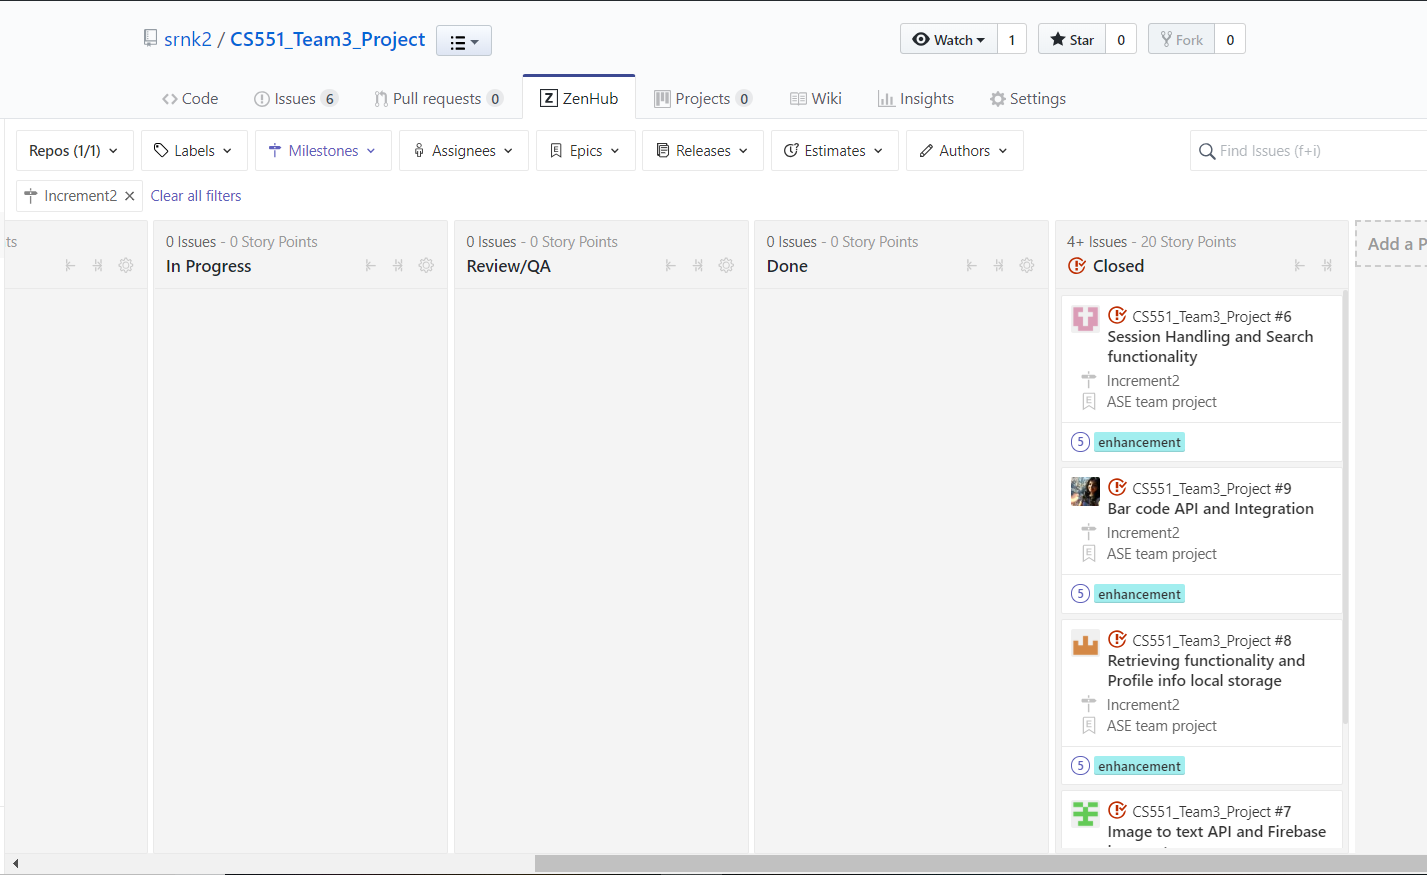 srnk2 / CS551_Team3_Project
Watch 1 Star 0 Fork 0
Code Issues 6 Pull requests 0 Z ZenHub Projects 0 Wiki Insights Settings
Repos (1/1) Labels Milestones Assignees Epics Releases Estimates Authors Find Issues (f+i)
Increment2 × Clear all filters
ts
0 Issues - 0 Story Points
In Progress
0 Issues - 0 Story Points
Review/QA
0 Issues - 0 Story Points
Done
4+ Issues - 20 Story Points
Closed
Add a P
CS551_Team3_Project #6
Session Handling and Search
functionality
Increment2
E ASE team project
5 enhancement
CS551_Team3_Project #9
Bar code API and Integration
Increment2
E ASE team project
5 enhancement
CS551_Team3_Project #8
Retrieving functionality and
Profile info local storage
Increment2
E ASE team project
5 enhancement
CS551_Team3_Project #7
Image to text API and Firebase